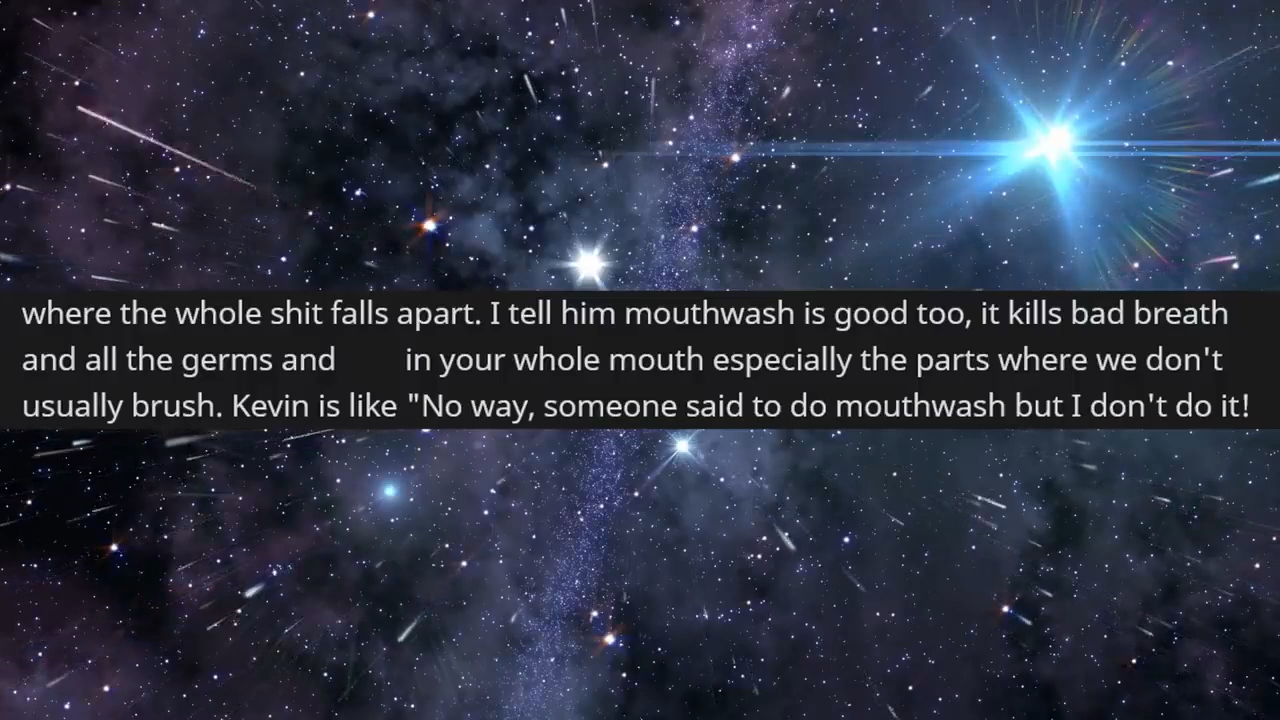 where the whole shit falls apart. I tell him mouthwash is good too, it kills bad breath
and all the germs and in your whole mouth especially the parts where we don't
usually brush. Kevin is like "No way, someone said to do mouthwash but I don't do it!